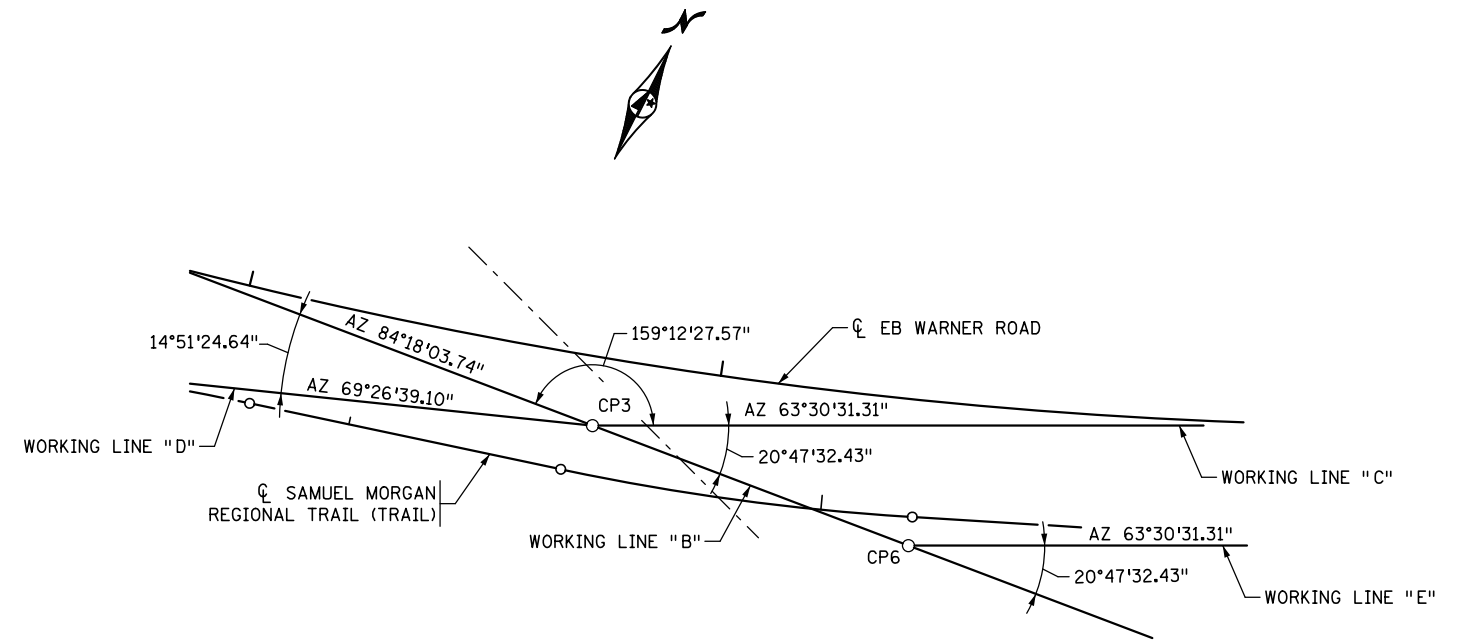 N
14°51'24.64"
AZ 84°18'03.74"
159°12'27.57"
℄ EB WARNER ROAD
AZ 69°26'39.10"
CP3
AZ 63°30'31.31"
WORKING LINE "D"
20°47'32.43"
WORKING LINE "C"
℄ SAMUEL MORGAN
REGIONAL TRAIL (TRAIL)
WORKING LINE "B"
CP6
AZ 63°30'31.31"
20°47'32.43"
WORKING LINE "E"